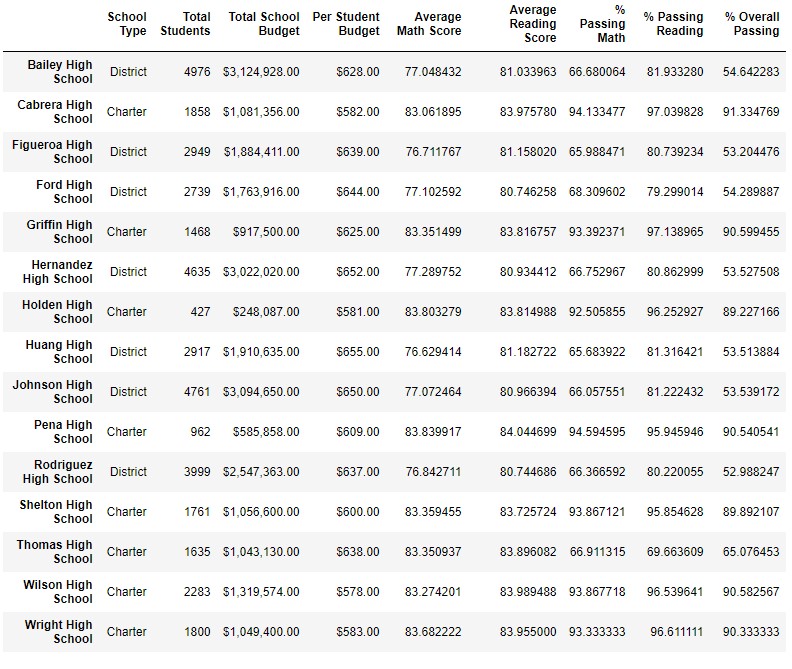 School Type Total Students Total School Budget Per Student Budget Average Math Score Average Reading Score % Passing Math % Passing Reading % Overall Passing
Bailey High School District 4976 $3,124,928.00 $628.00 77.048432 81.033963 66.680064 81.933280 54.642283
Cabrera High School Charter 1858 $1,081,356.00 $582.00 83.061895 83.975780 94.133477 97.039828 91.334769
Figueroa High School District 2949 $1,884,411.00 $639.00 76.711767 81.158020 65.988471 80.739234 53.204476
Ford High School District 2739 $1,763,916.00 $644.00 77.102592 80.746258 68.309602 79.299014 54.289887
Griffin High School Charter 1468 $917,500.00 $625.00 83.351499 83.816757 93.392371 97.138965 90.599455
Hernandez High School District 4635 $3,022,020.00 $652.00 77.289752 80.934412 66.752967 80.862999 53.527508
Holden High School Charter 427 $248,087.00 $581.00 83.803279 83.814988 92.505855 96.252927 89.227166
Huang High School District 2917 $1,910,635.00 $655.00 76.629414 81.182722 65.683922 81.316421 53.513884
Johnson High School District 4761 $3,094,650.00 $650.00 77.072464 80.966394 66.057551 81.222432 53.539172
Pena High School Charter 962 $585,858.00 $609.00 83.839917 84.044699 94.594595 95.945946 90.540541
Rodriguez High School District 3999 $2,547,363.00 $637.00 76.842711 80.744686 66.366592 80.220055 52.988247
Shelton High School Charter 1761 $1,056,600.00 $600.00 83.359455 83.725724 93.867121 95.854628 89.892107
Thomas High School Charter 1635 $1,043,130.00 $638.00 83.350937 83.896082 66.911315 69.663609 65.076453
Wilson High School Charter 2283 $1,319,574.00 $578.00 83.274201 83.989488 93.867718 96.539641 90.582567
Wright High School Charter 1800 $1,049,400.00 $583.00 83.682222 83.955000 93.333333 96.611111 90.333333